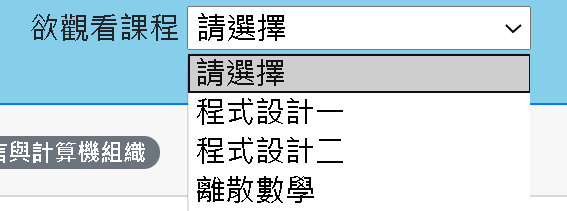 欲觀看課程 請選擇
請選擇
程式設計一
程式設計二
與計算機組織
離散數學